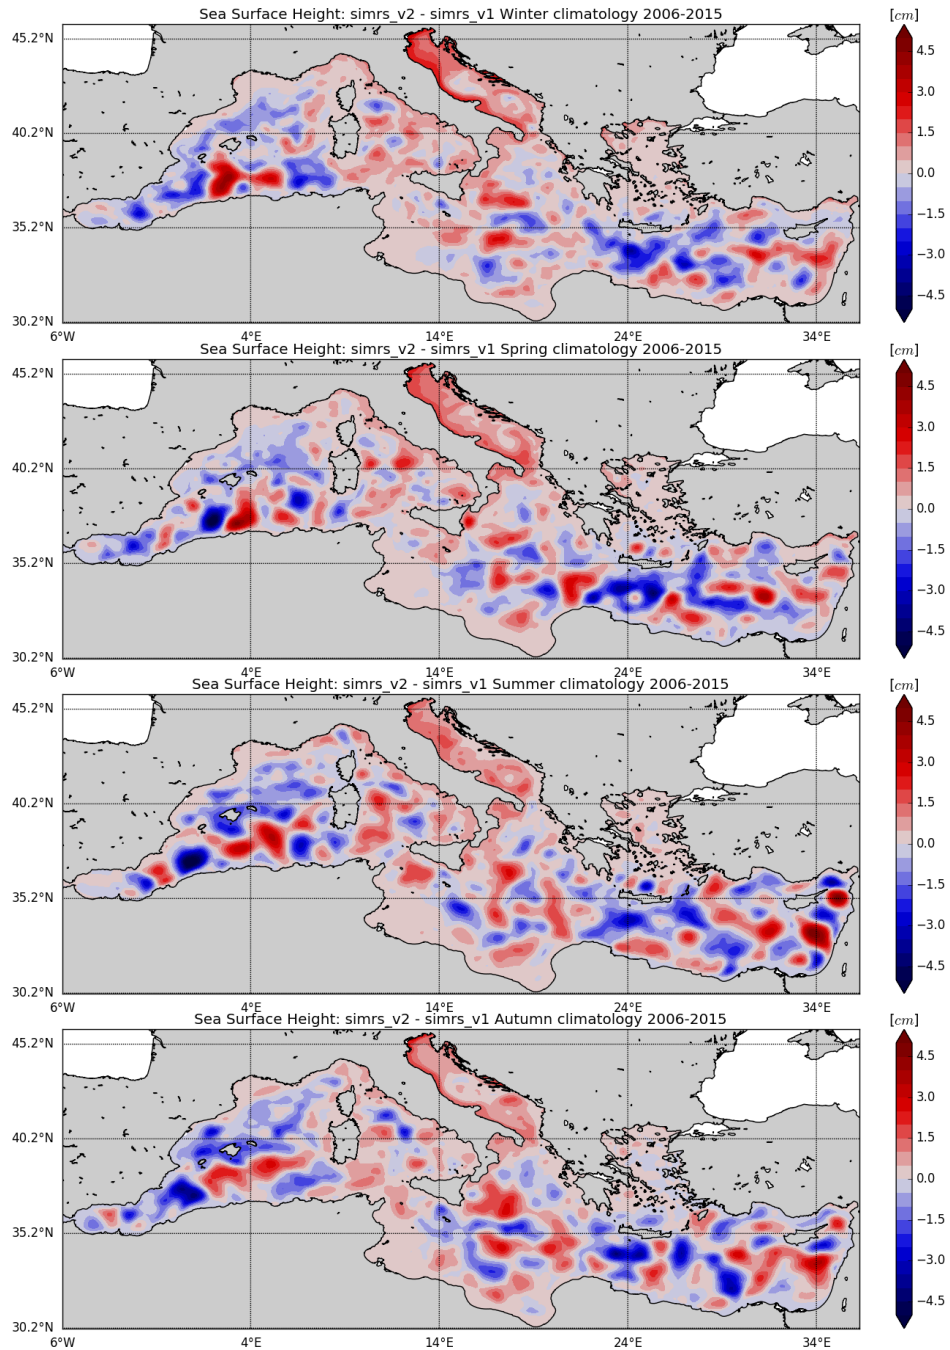 Sea Surface Height: simrs_v2 - simrs_v1 Winter climatology 2006-2015
[cm]
45.2°N
40.2°N
35.2°N
30.2°N
6°W
4°E
14°E
24°E
34°E
4.5
3.0
1.5
0.0
−1.5
−3.0
−4.5
Sea Surface Height: simrs_v2 - simrs_v1 Spring climatology 2006-2015
[cm]
45.2°N
40.2°N
35.2°N
30.2°N
6°W
4°E
14°E
24°E
34°E
4.5
3.0
1.5
0.0
−1.5
−3.0
−4.5
Sea Surface Height: simrs_v2 - simrs_v1 Summer climatology 2006-2015
[cm]
45.2°N
40.2°N
35.2°N
30.2°N
6°W
4°E
14°E
24°E
34°E
4.5
3.0
1.5
0.0
−1.5
−3.0
−4.5
Sea Surface Height: simrs_v2 - simrs_v1 Autumn climatology 2006-2015
[cm]
45.2°N
40.2°N
35.2°N
30.2°N
6°W
4°E
14°E
24°E
34°E
4.5
3.0
1.5
0.0
−1.5
−3.0
−4.5